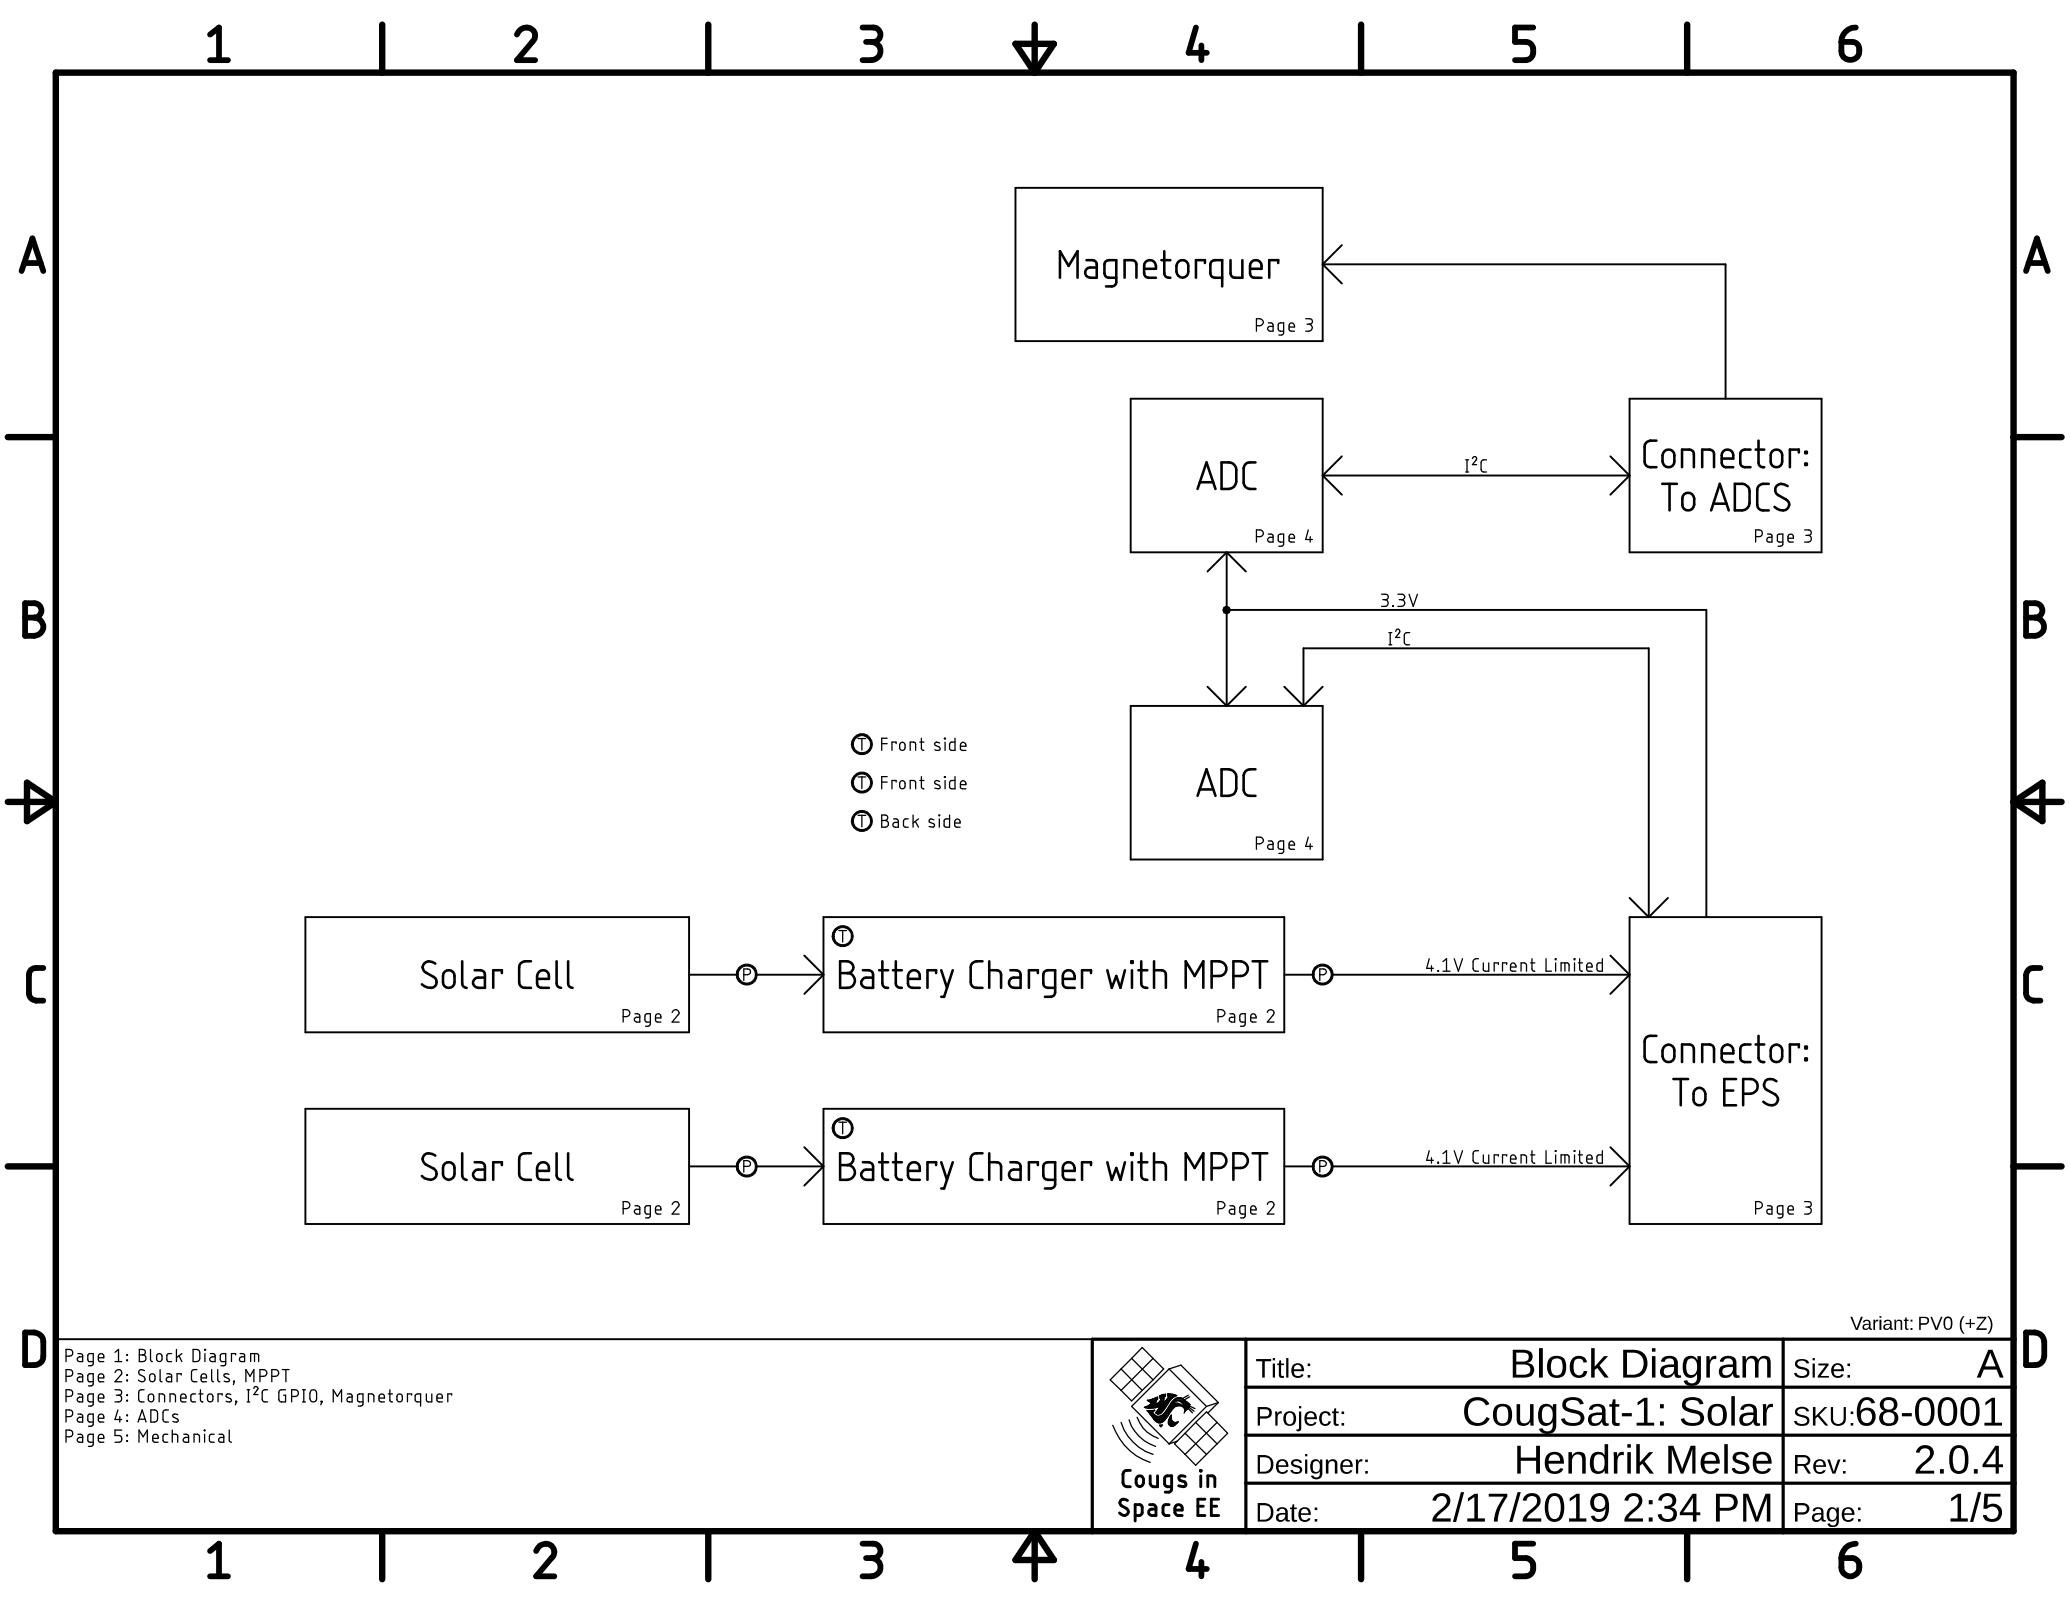 1 2 3 4 5 6
A A
Magnetorquer
Page 3
ADC
Page 4
I²C
Connector:
To ADCS
Page 3
B B
3.3V
I²C
T Front side
T Front side
T Back side
ADC
Page 4
C C
Solar Cell
Page 2
P
T
Battery Charger with MPPT
Page 2
P
4.1V Current Limited
Connector:
To EPS
Page 3
Solar Cell
Page 2
P
T
Battery Charger with MPPT
Page 2
P
4.1V Current Limited
Variant: PV0 (+Z)
D D
Page 1: Block Diagram
Page 2: Solar Cells, MPPT
Page 3: Connectors, I²C GPIO, Magnetorquer
Page 4: ADCs
Page 5: Mechanical
Cougs in
Space EE
Title: Block Diagram Size: A
Project: CougSat-1: Solar SKU: 68-0001
Designer: Hendrik Melse Rev: 2.0.4
Date: 2/17/2019 2:34 PM Page: 1/5
1 2 3 4 5 6